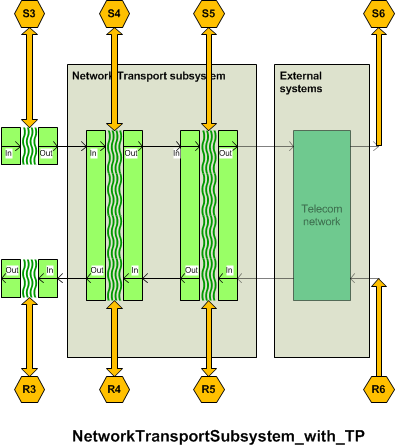 S3 S4 S5 S6
Network Transport subsystem
External
systems
In Out In Out In Out
Telecom
network
Out In Out In Out In
R3 R4 R5 R6
NetworkTransportSubsystem_with_TP